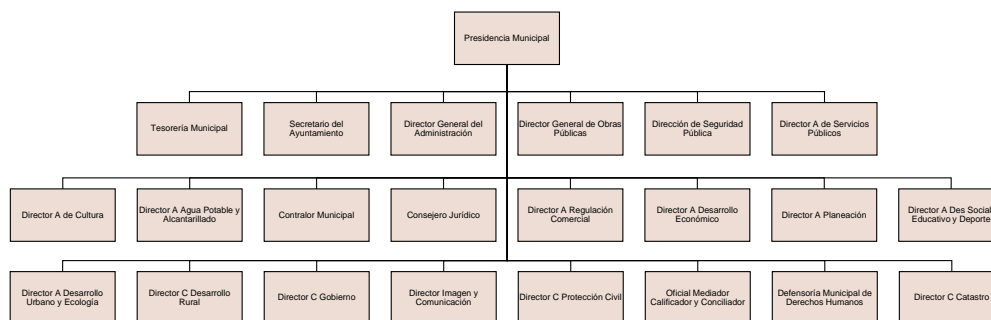 Presidencia Municipal
Tesorería Municipal
Secretario del
Ayuntamiento
Director General del
Administración
Director General de Obras
Públicas
Dirección de Seguridad
Pública
Director A de Servicios
Públicos
Director A de Cultura
Director A Agua Potable y
Alcantarillado
Contralor Municipal
Consejero Jurídico
Director A Regulación
Comercial
Director A Desarrollo
Económico
Director A Planeación
Director A Des Social
Educativo y Deporte
Director A Desarrollo
Urbano y Ecología
Director C Desarrollo
Rural
Director C Gobierno
Director Imagen y
Comunicación
Director C Protección Civil
Oficial Mediador
Calificador y Conciliador
Defensoría Municipal de
Derechos Humanos
Director C Catastro